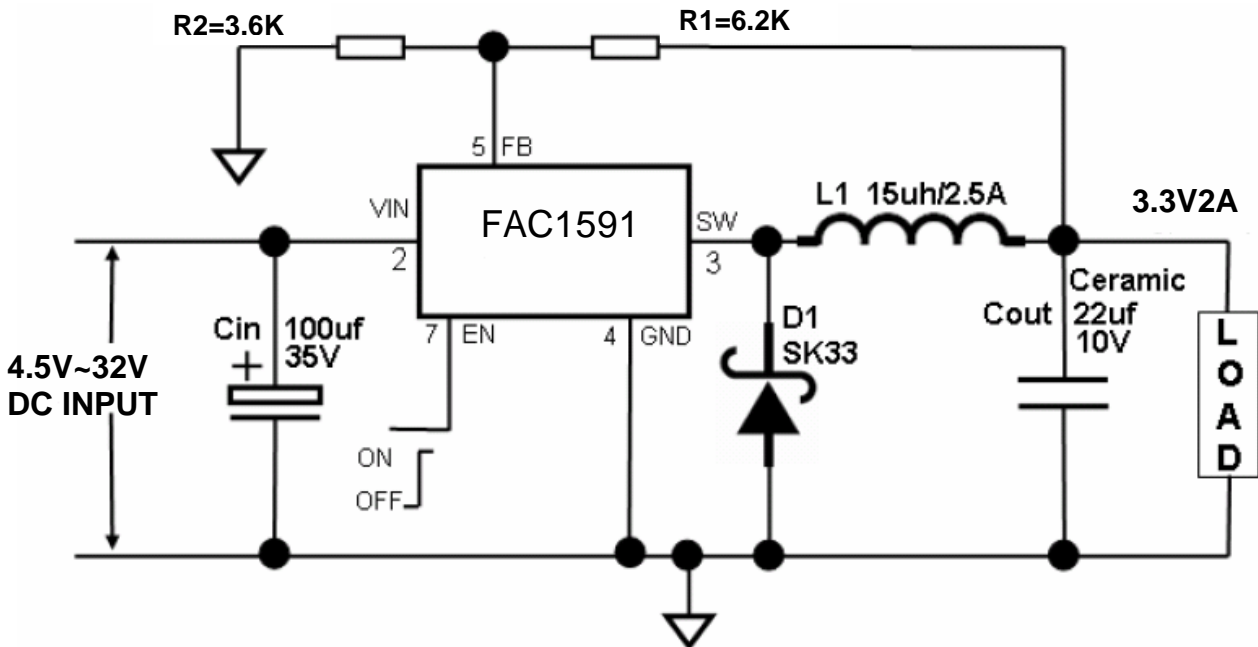 R2=3.6K
R1=6.2K
5 FB
VIN
FAC1591
SW
L1 15uh/2.5A
3.3V2A
2
3
Ceramic
Cin 100uf
35V
7 EN
4 GND
D1
SK33
Cout 22uf
10V
4.5V~32V
DC INPUT
+
ON
OFF
LOAD